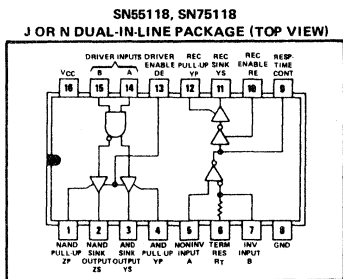 SN55118, SN75118
J OR N DUAL-IN-LINE PACKAGE (TOP VIEW)
DRIVER INPUTS
B A
DRIVER ENABLE DE
REC PULL-UP YP
REC SINK YS
REC ENABLE RE
RESP-TIME CONT
VCC
16 15 14 13 12 11 10 9
1 2 3 4 5 6 7 8
NAND PULL-UP ZP
NAND SINK OUTPUT ZS
AND SINK OUTPUT YS
AND PULL UP YP
NONINV INPUT A
TERM RES RT
INV INPUT B
GND